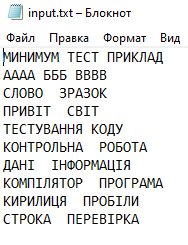 input.txt – Блокнот
Файл Правка Формат Вид
МИНИМУМ ТЕСТ ПРИКЛАД
АААА БББ ВВВВ
СЛОВО  ЗРАЗОК
ПРИВІТ  СВІТ
ТЕСТУВАННЯ КОДУ
КОНТРОЛЬНА  РОБОТА
ДАНІ  ІНФОРМАЦІЯ
КОМПІЛЯТОР  ПРОГРАМА
КИРИЛИЦЯ  ПРОБІЛИ
СТРОКА  ПЕРЕВІРКА